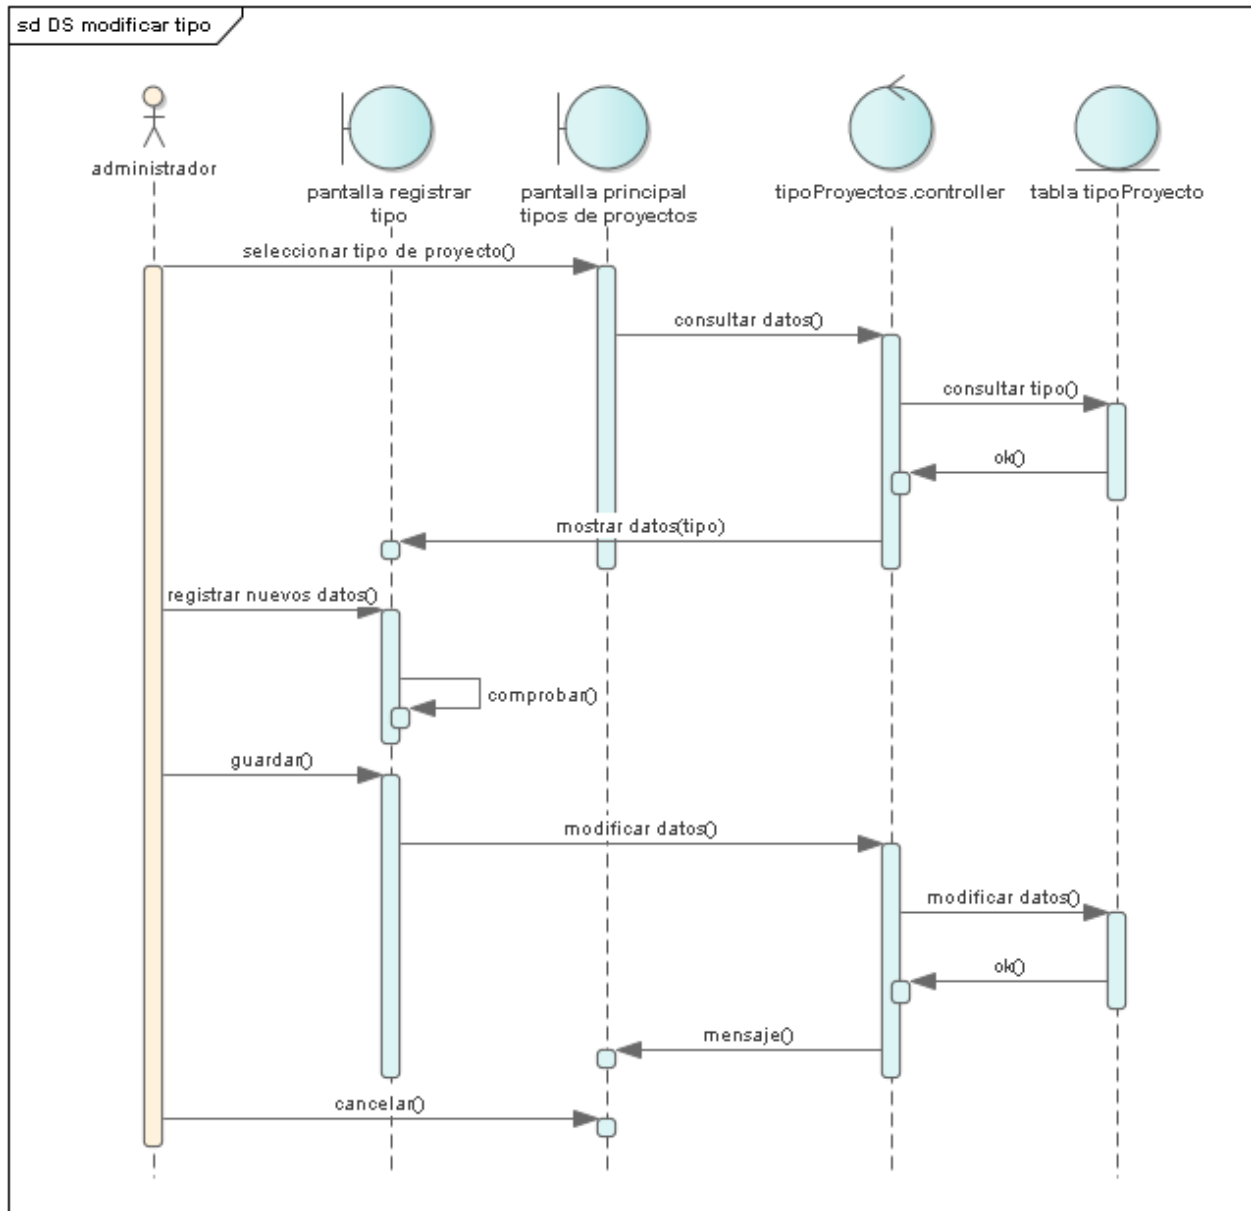 sd DS modificar tipo
administrador
pantalla registrar
tipo
pantalla principal
tipos de proyectos
tipoProyectos.controller
tabla tipoProyecto
seleccionar tipo de proyecto()
consultar datos()
consultar tipo()
ok()
mostrar datos(tipo)
registrar nuevos datos()
comprobar()
guardar()
modificar datos()
modificar datos()
ok()
mensaje()
cancelar()